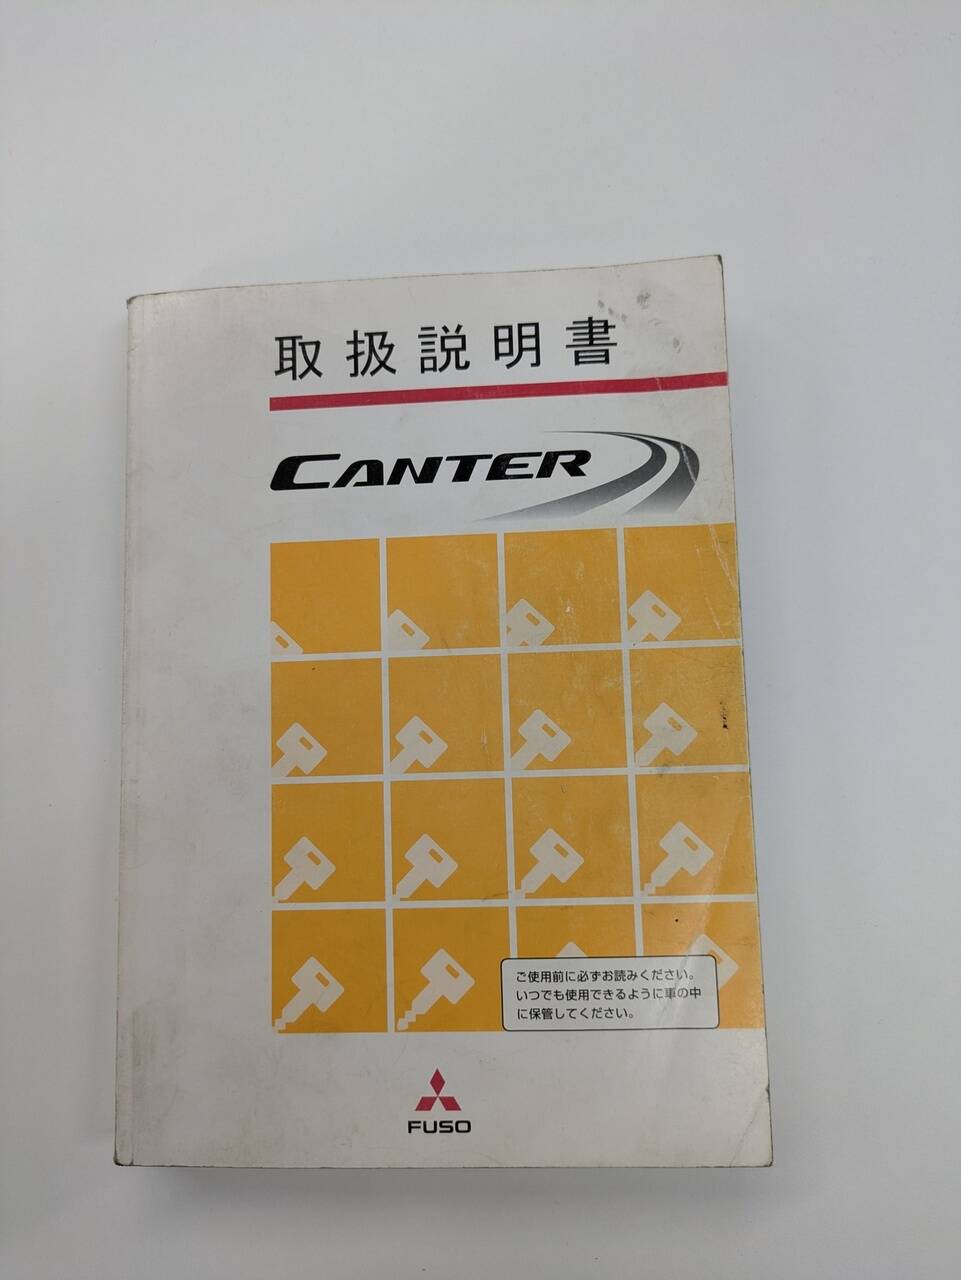 取扱説明書
CANTER
ご使用前に必ずお読みください。
いつでも使用できるように車の中
に保管してください。
FUSO